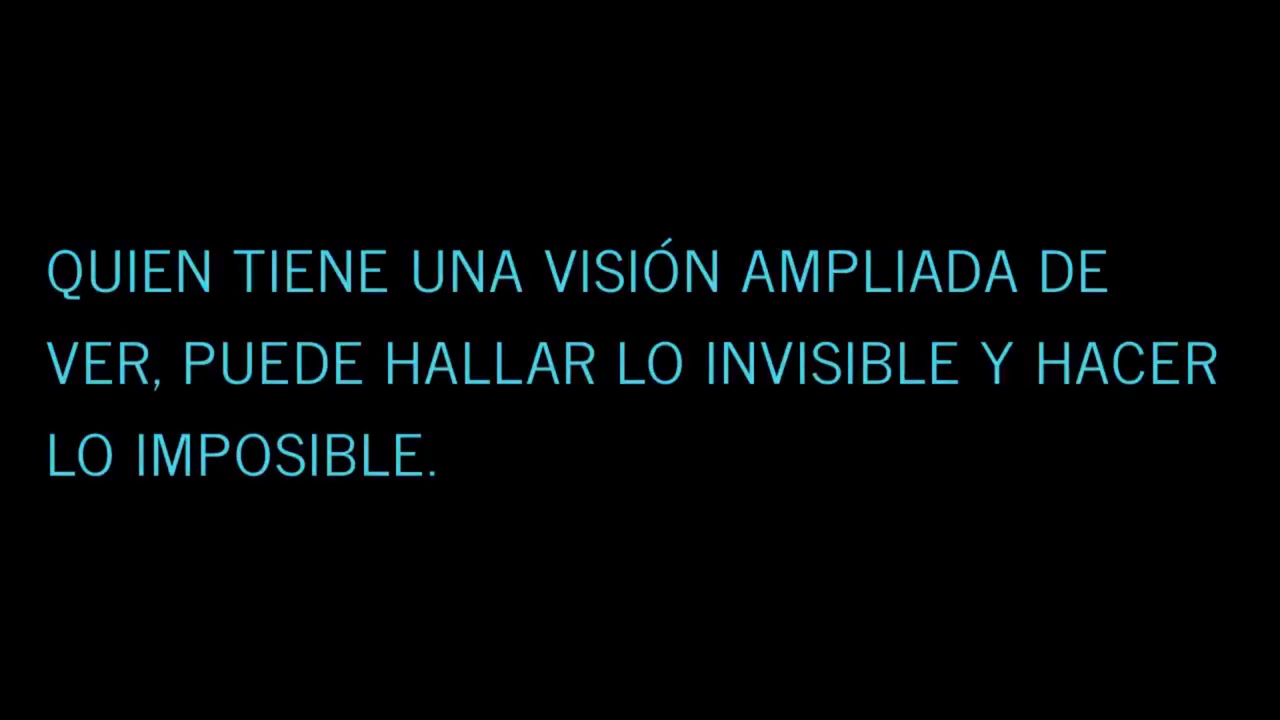 QUIEN TIENE UNA VISIÓN AMPLIADA DE
VER, PUEDE HALLAR LO INVISIBLE Y HACER
LO IMPOSIBLE.